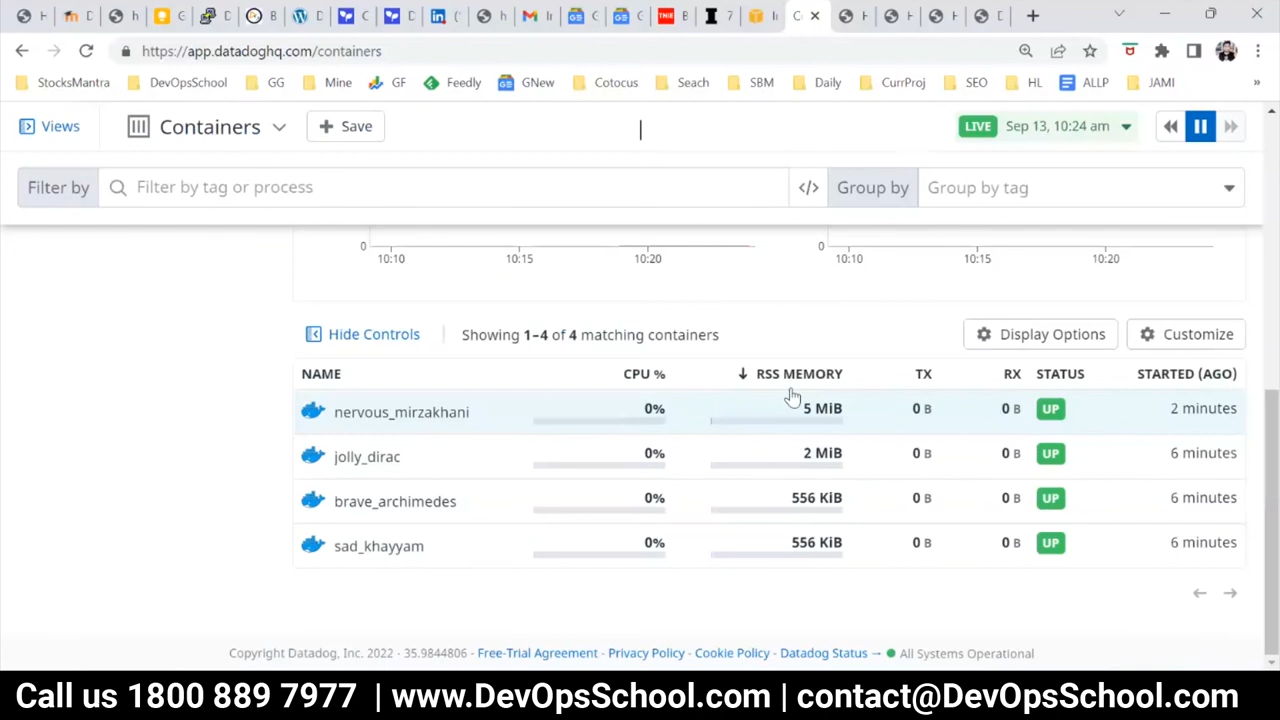 H
D
h
G
D
B
D
C
D
(
h
Ir
G
G
B
7
Ir
C
H
H
H
D
https://app.datadoghq.com/containers
StocksMantra DevOpsSchool GG Mine GF Feedly GNew Cotocus Seach SBM Daily CurrProj SEO HL ALLP JAMI »
Views Containers + Save LIVE Sep 13, 10:24 am
Filter by Filter by tag or process </> Group by Group by tag
0 0
10:10 10:15 10:20 10:10 10:15 10:20
Hide Controls Showing 1–4 of 4 matching containers Display Options Customize
NAME CPU % ↓ RSS MEMORY TX RX STATUS STARTED (AGO)
nervous_mirzakhani 0% 5 MiB 0 B 0 B UP 2 minutes
jolly_dirac 0% 2 MiB 0 B 0 B UP 6 minutes
brave_archimedes 0% 556 KiB 0 B 0 B UP 6 minutes
sad_khayyam 0% 556 KiB 0 B 0 B UP 6 minutes
← →
Copyright Datadog, Inc. 2022 - 35.9844806 - Free-Trial Agreement - Privacy Policy - Cookie Policy - Datadog Status → All Systems Operational
Call us 1800 889 7977 | www.DevOpsSchool.com | contact@DevOpsSchool.com